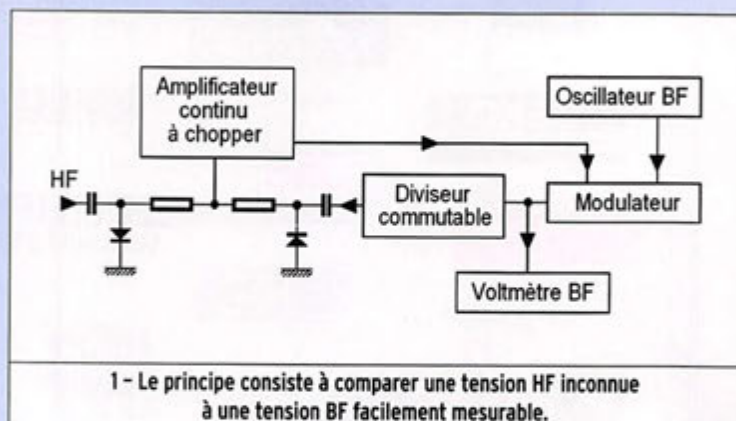 Amplificateur
continu
à chopper
Oscillateur BF
HF
Diviseur
commutable
Modulateur
Voltmètre BF
1 – Le principe consiste à comparer une tension HF inconnue
à une tension BF facilement mesurable.